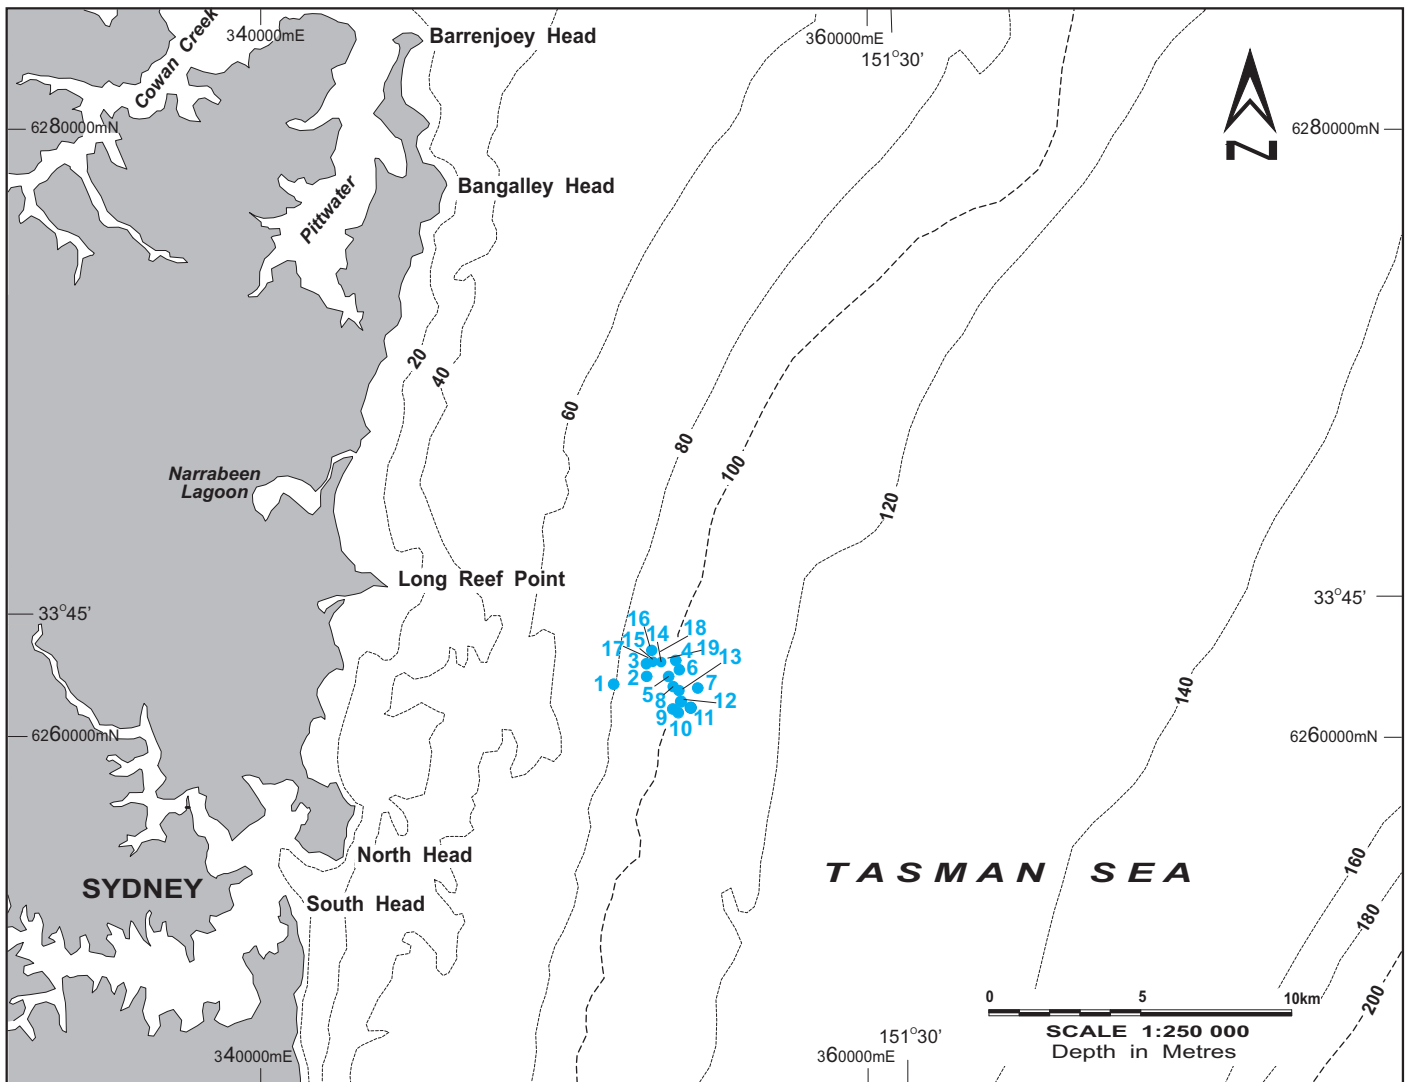 340000mE
Barrenjoey Head
360000mE
151°30'
Cowan Creek
6280000mN
6280000mN
N
Bangalley Head
Pittwater
20
40
60
80
100
120
140
160
180
200
Narrabeen
Lagoon
Long Reef Point
33°45'
33°45'
16
15
14
18
17
19
3
4
13
2
6
1
5
7
8
12
9
11
10
6260000mN
6260000mN
North Head
TASMAN SEA
SYDNEY
South Head
0 5 10km
SCALE 1:250 000
Depth in Metres
340000mE
360000mE
151°30'